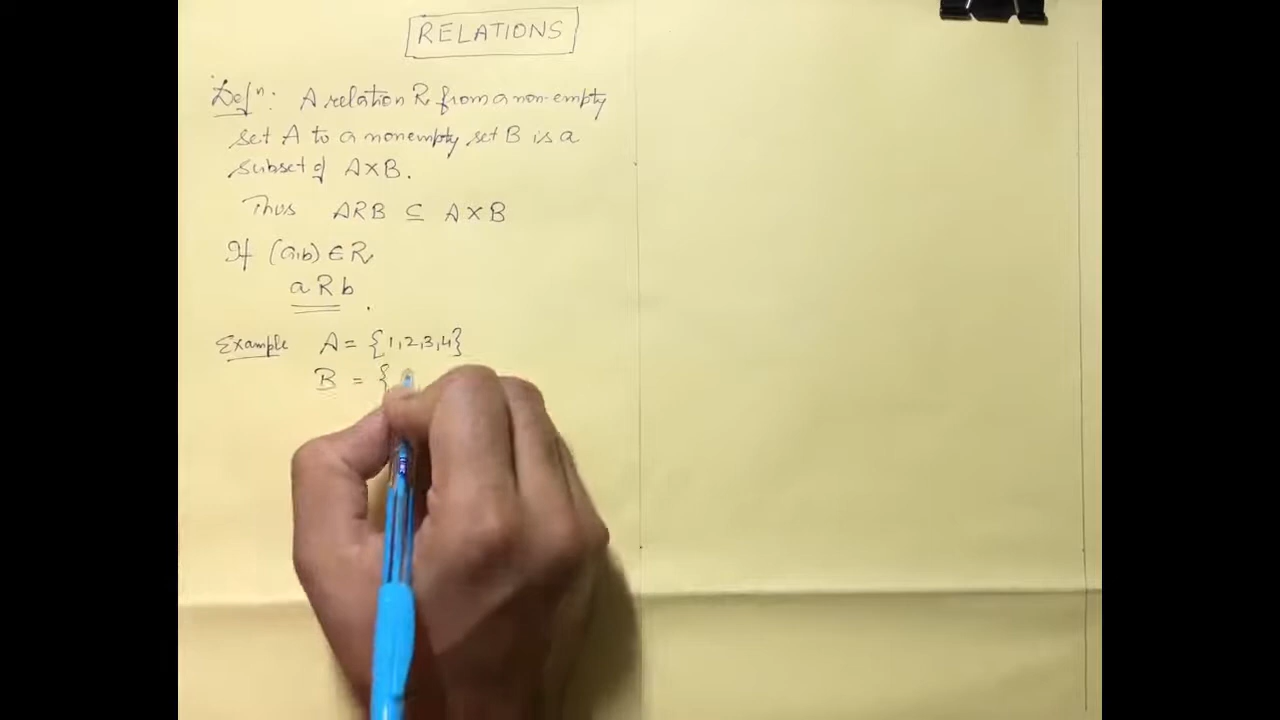 RELATIONS
Defn: A relation R from a non-empty
set A to a nonempty set B is a
subset of A×B.
Thus ARB ⊆ A×B
If (a,b) ∈ R
aRb.
Example A = {1,2,3,4}
B = {